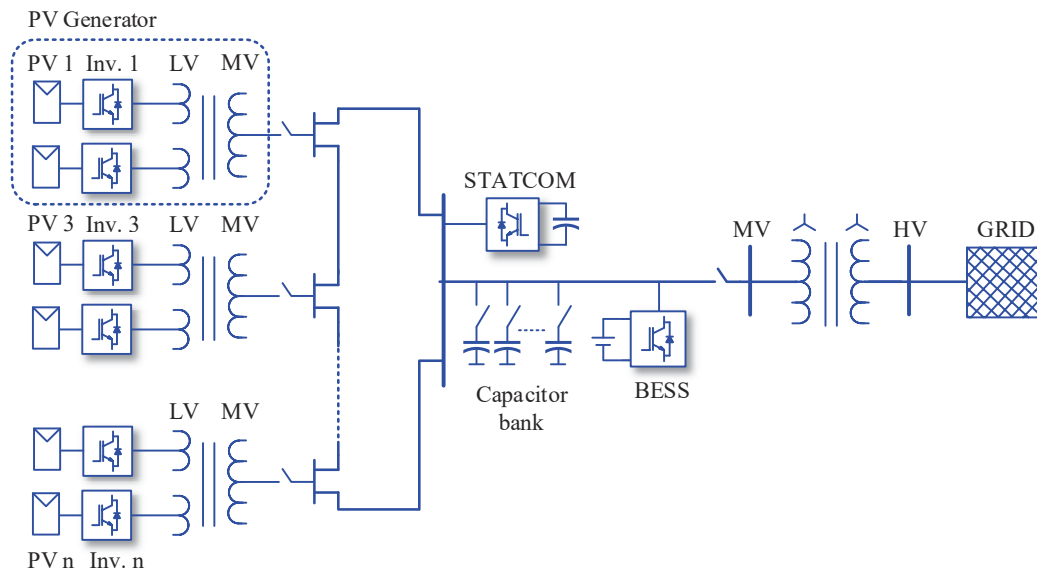 PV Generator
PV 1 Inv. 1 LV MV
STATCOM
PV 3 Inv. 3 LV MV
MV HV GRID
Capacitor
bank
BESS
LV MV
PV n Inv. n